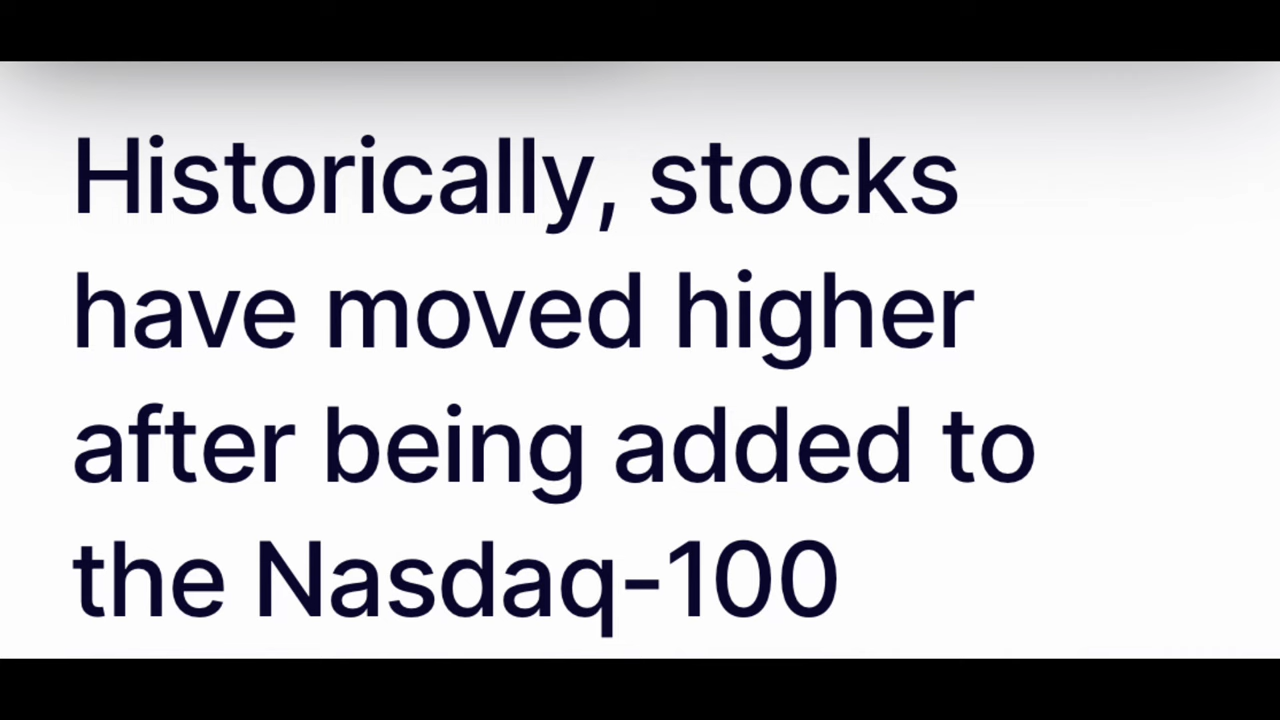 Historically, stocks
have moved higher
after being added to
the Nasdaq-100